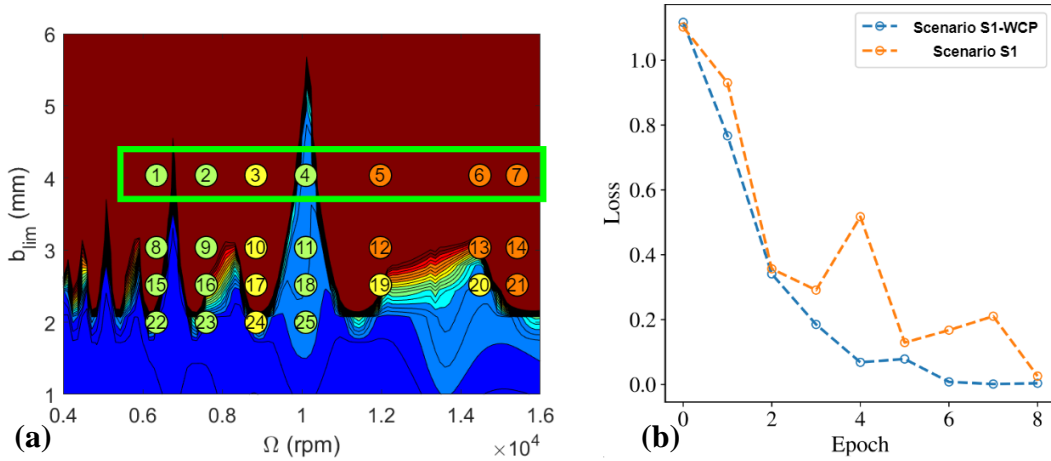 6
5
4
3
2
1
b_lim (mm)
1 2 3 4 5 6 7
8 9 10 11 12 13 14
15 16 17 18 19 20 21
22 23 24 25
0.4 0.6 0.8 1 1.2 1.4 1.6
×10^4
Ω (rpm)
(a)
Scenario S1-WCP
Scenario S1
1.0
0.8
0.6
0.4
0.2
0.0
Loss
0 2 4 6 8
Epoch
(b)